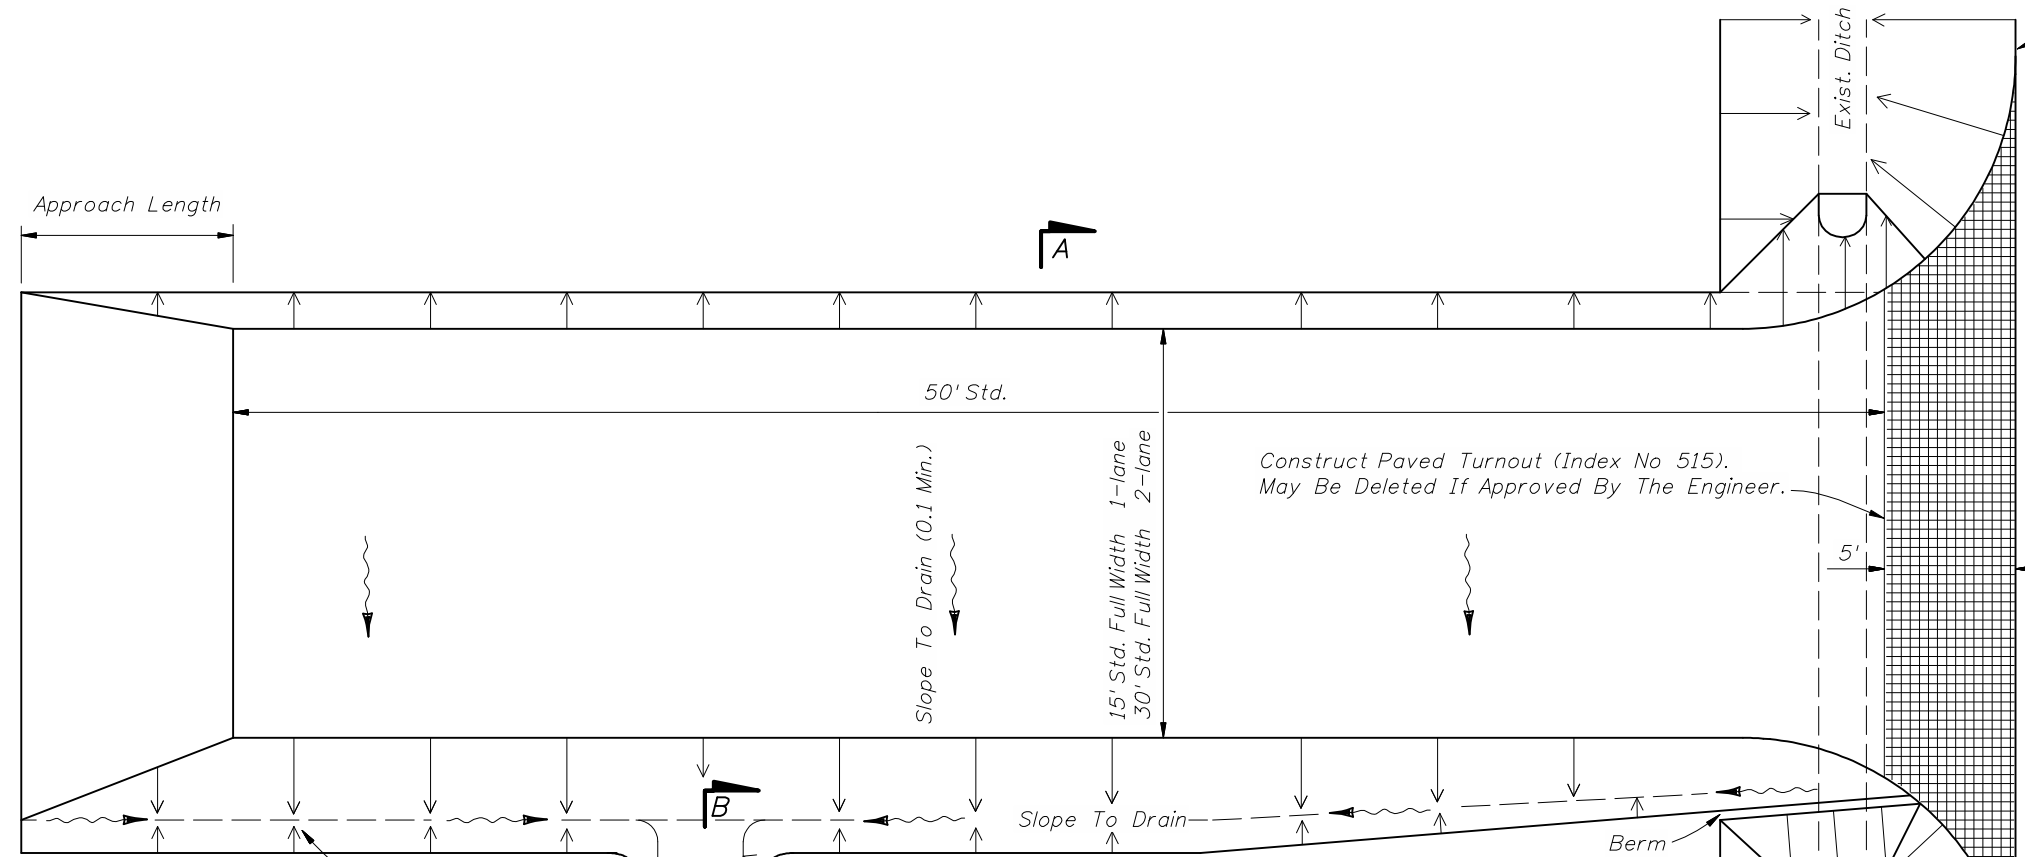 Exist. Ditch
Approach Length
A
50' Std.
Slope To Drain (0.1 Min.)
15' Std. Full Width 1-lane
30' Std. Full Width 2-lane
Construct Paved Turnout (Index No 515).
May Be Deleted If Approved By The Engineer.
5'
B
Slope To Drain
Berm